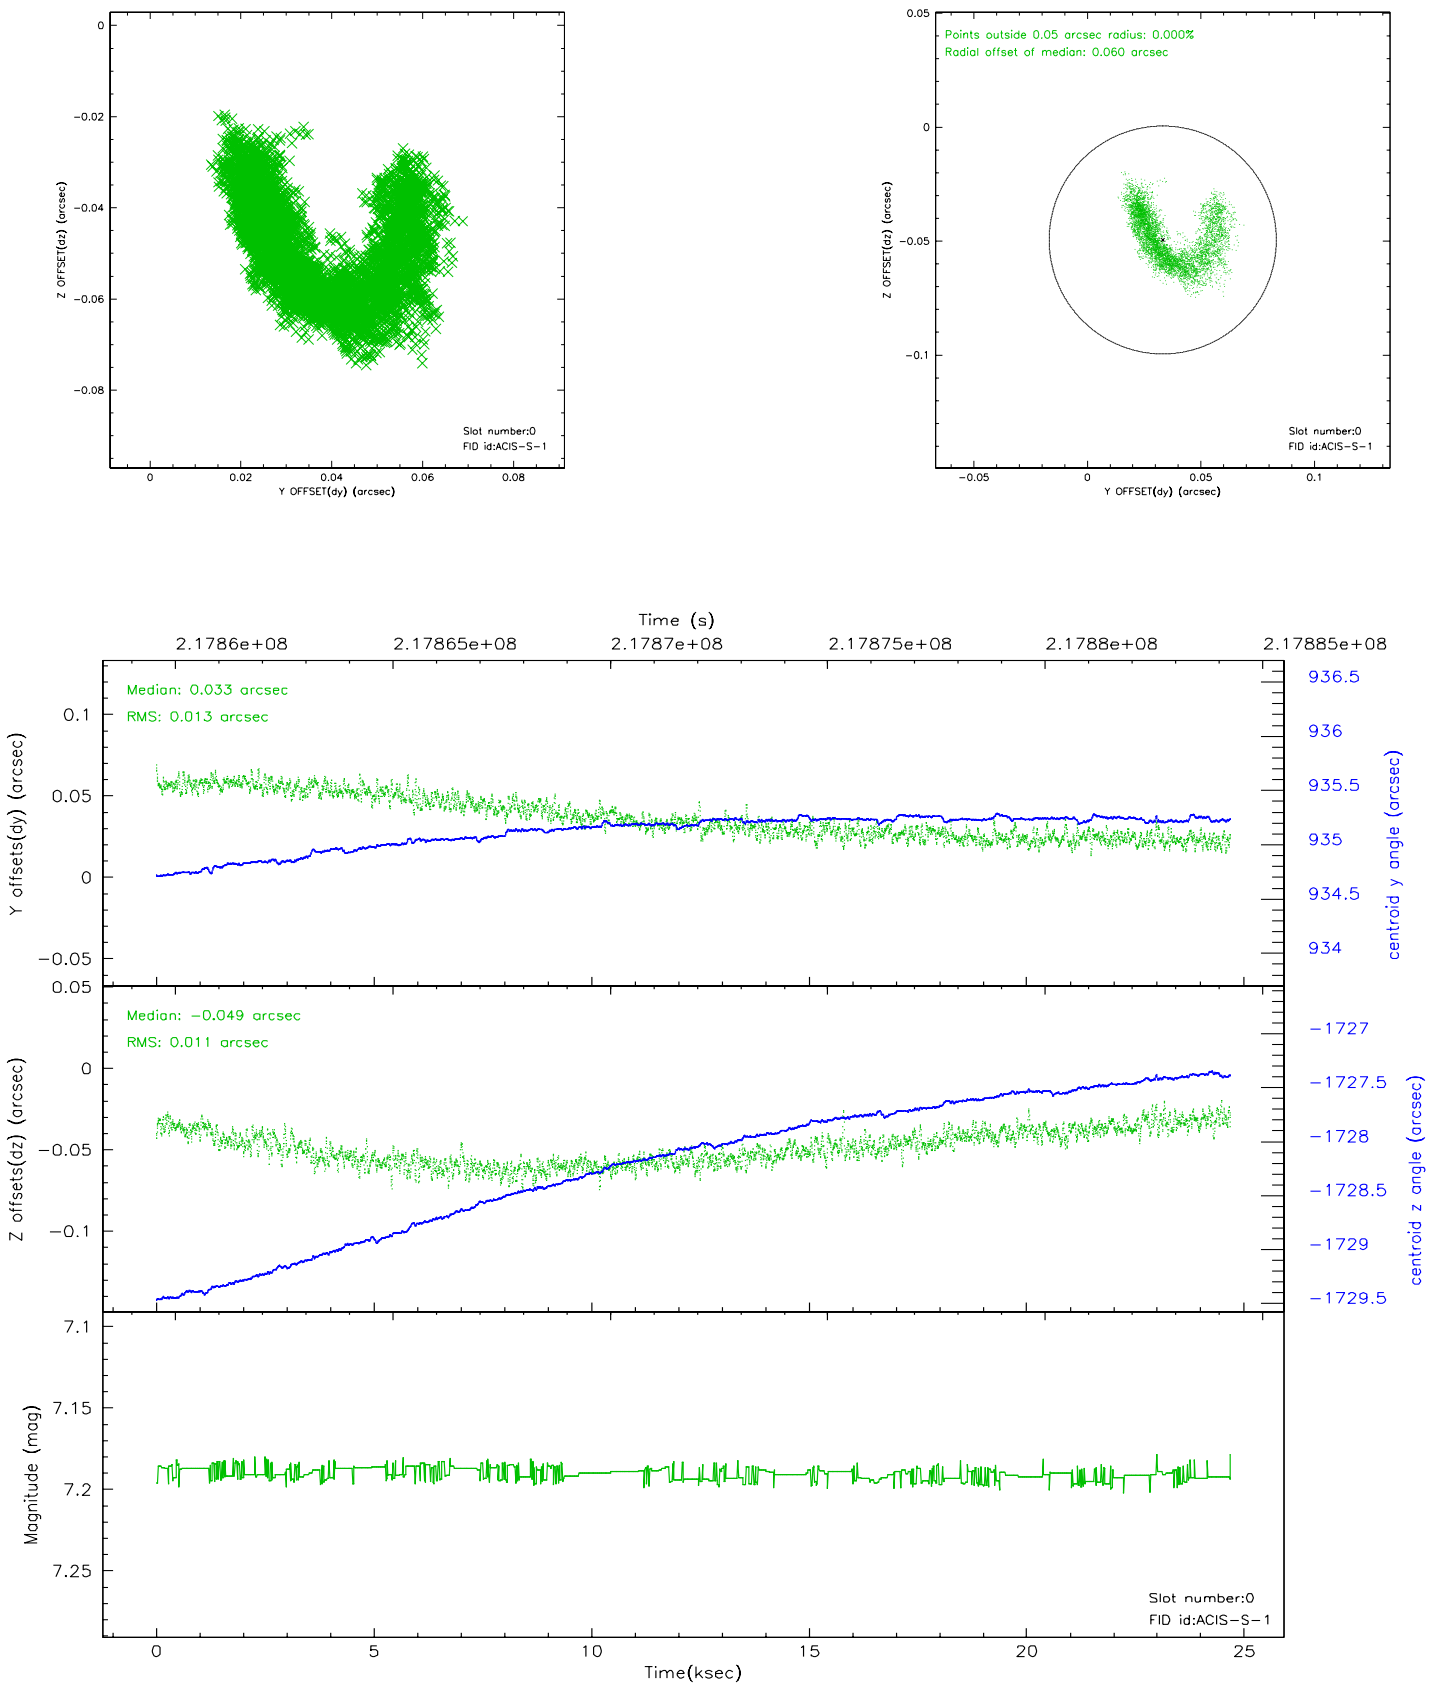 0
-0.02
-0.04
-0.06
-0.08
Z OFFSET(dz) (arcsec)
Slot number:0
FID id:ACIS-S-1
0 0.02 0.04 0.06 0.08
Y OFFSET(dy) (arcsec)
0.05
0
-0.05
-0.1
Z OFFSET(dz) (arcsec)
Points outside 0.05 arcsec radius: 0.000%
Radial offset of median: 0.060 arcsec
Slot number:0
FID id:ACIS-S-1
-0.05 0 0.05 0.1
Y OFFSET(dy) (arcsec)
Time (s)
2.1786e+08 2.17865e+08 2.1787e+08 2.17875e+08 2.1788e+08 2.17885e+08
Median: 0.033 arcsec
RMS: 0.013 arcsec
0.1
0.05
0
-0.05
Y offsets(dy) (arcsec)
936.5
936
935.5
935
934.5
934
centroid y angle (arcsec)
Median: -0.049 arcsec
RMS: 0.011 arcsec
0.05
0
-0.05
-0.1
Z offsets(dz) (arcsec)
-1727
-1727.5
-1728
-1728.5
-1729
-1729.5
centroid z angle (arcsec)
7.1
7.15
7.2
7.25
Magnitude (mag)
Slot number:0
FID id:ACIS-S-1
0 5 10 15 20 25
Time(ksec)